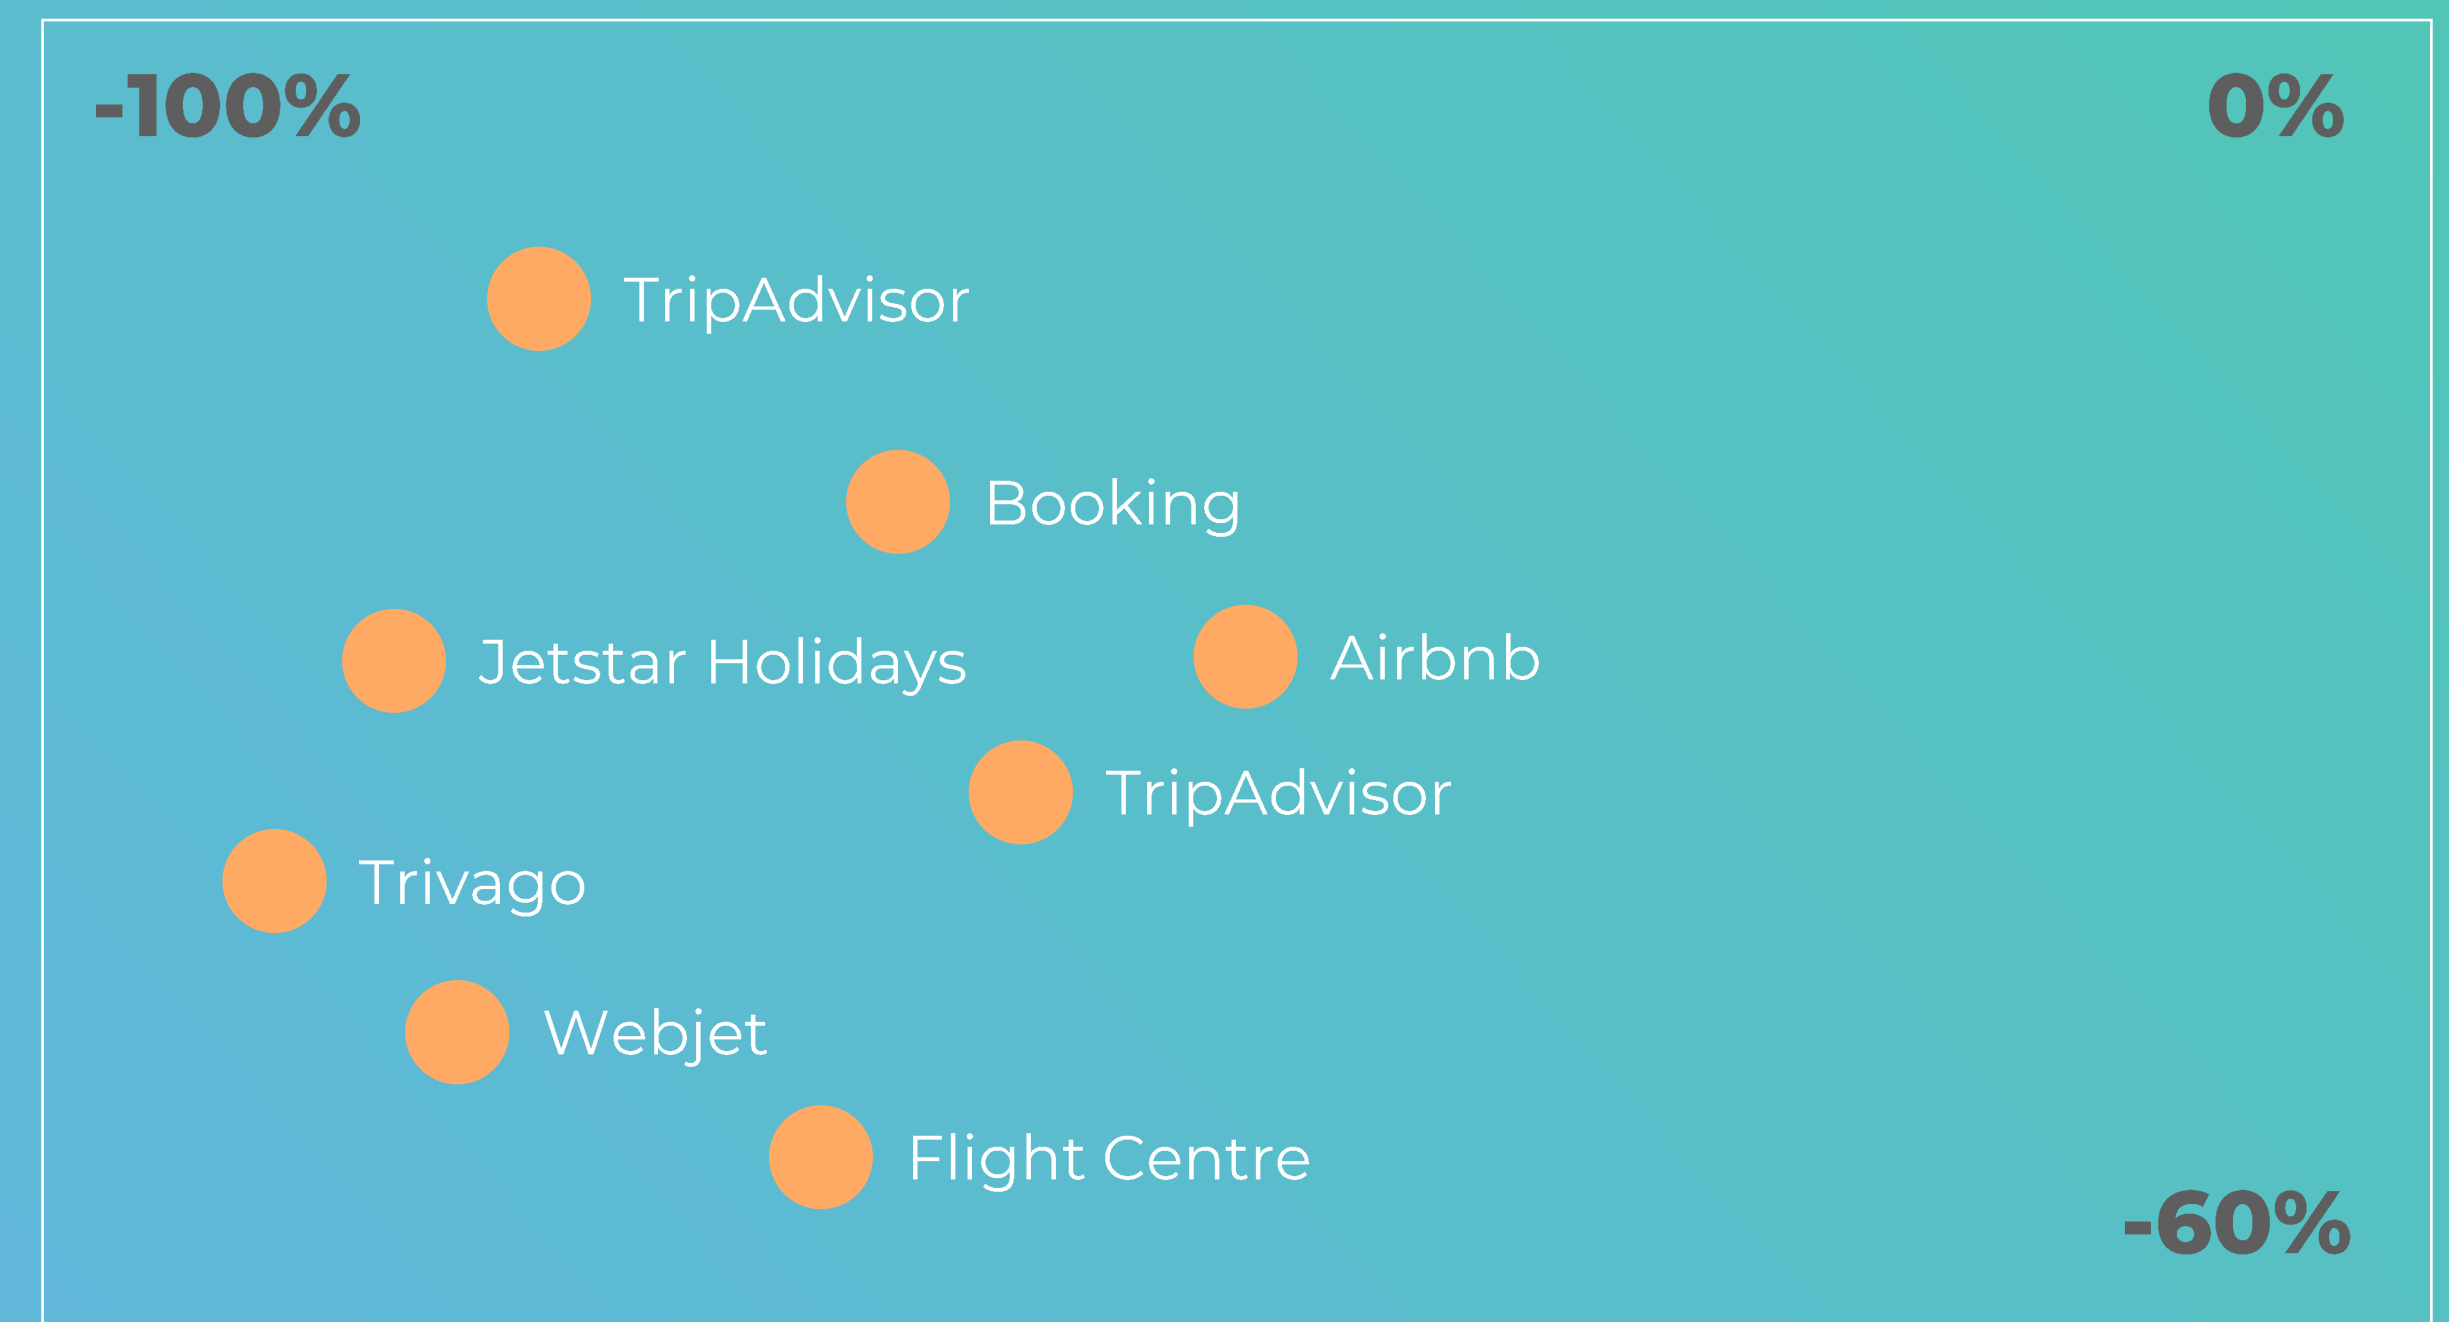 -100%
0%
TripAdvisor
Booking
Jetstar Holidays
Airbnb
TripAdvisor
Trivago
Webjet
Flight Centre
-60%